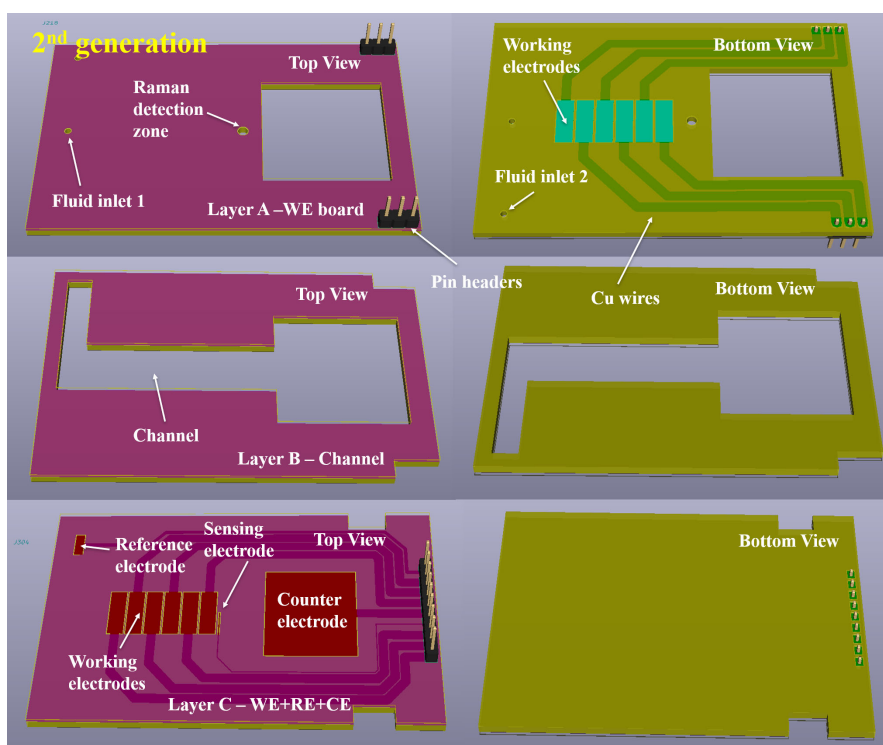 J210
2nd generation
Top View
Raman
detection
zone
Fluid inlet 1
Layer A –WE board
Working
electrodes
Bottom View
Fluid inlet 2
Pin headers
Cu wires
Top View
Channel
Layer B – Channel
Bottom View
Reference
electrode
Sensing
electrode
Top View
Counter
electrode
Working
electrodes
Layer C – WE+RE+CE
Bottom View